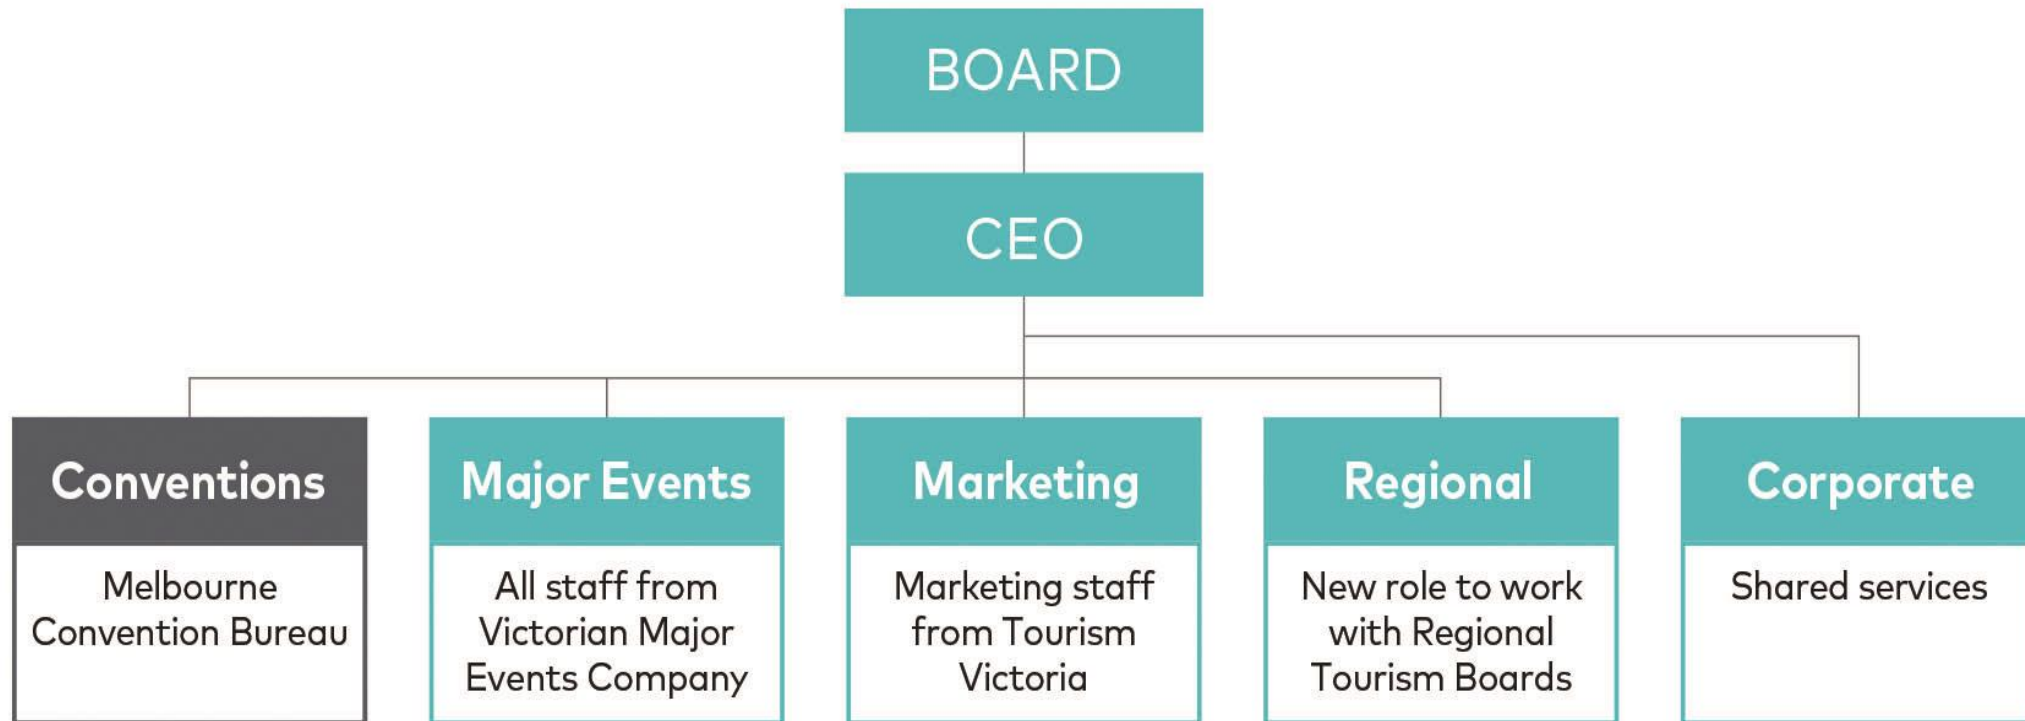 BOARD
CEO
Conventions
Major Events
Marketing
Regional
Corporate
Melbourne
Convention Bureau
All staff from
Victorian Major
Events Company
Marketing staff
from Tourism
Victoria
New role to work
with Regional
Tourism Boards
Shared services